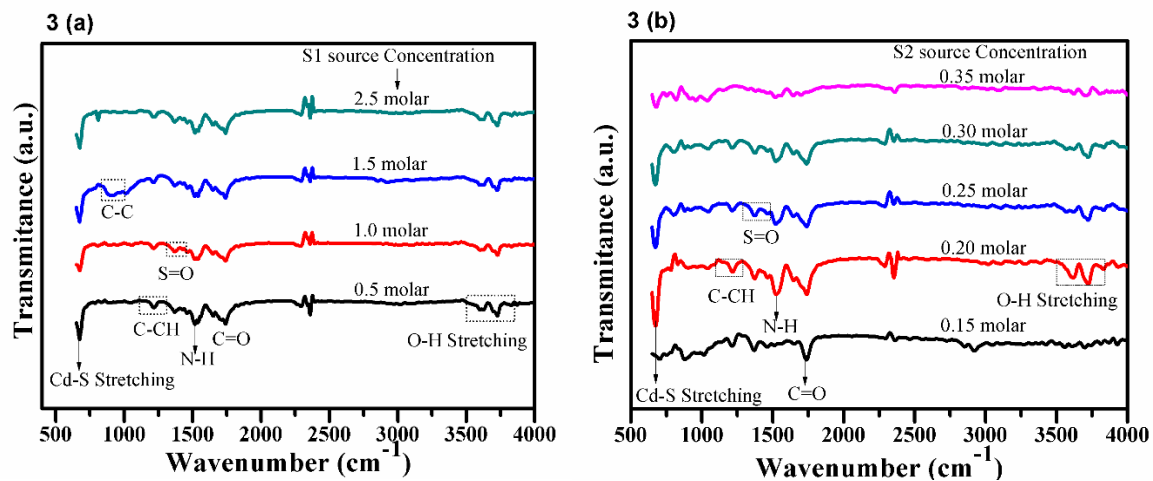 3 (a)
S1 source Concentration
2.5 molar
1.5 molar
C-C
1.0 molar
S=O
0.5 molar
C-CH
N-H
C=O
O-H Stretching
Cd-S Stretching
Transmitance (a.u.)
500 1000 1500 2000 2500 3000 3500 4000
Wavenumber (cm-1)
3 (b)
S2 source Concentration
0.35 molar
0.30 molar
0.25 molar
S=O
0.20 molar
C-CH
N-H
O-H Stretching
0.15 molar
Cd-S Stretching
C=O
Transmitance (a.u.)
500 1000 1500 2000 2500 3000 3500 4000
Wavenumber (cm-1)